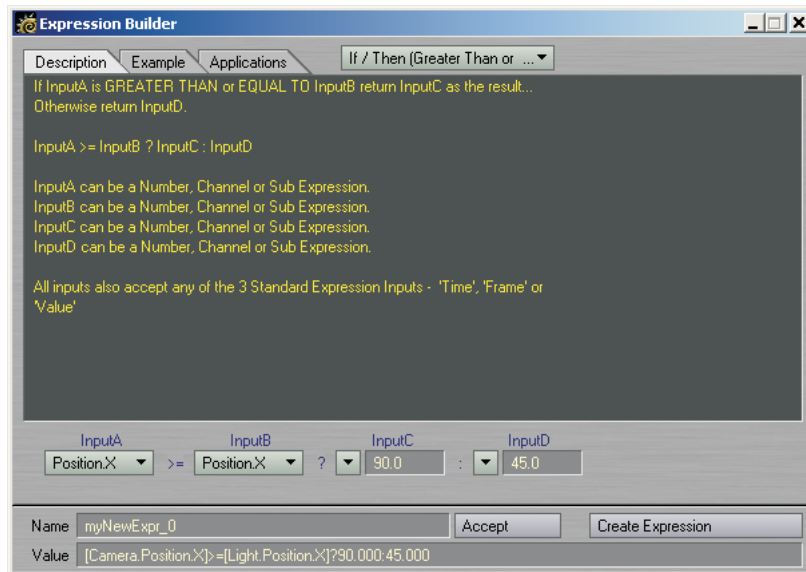 Expression Builder
Description Example Applications If / Then (Greater Than or ...
If InputA is GREATER THAN or EQUAL TO InputB return InputC as the result...
Otherwise return InputD.
InputA >= InputB ? InputC : InputD
InputA can be a Number, Channel or Sub Expression.
InputB can be a Number, Channel or Sub Expression.
InputC can be a Number, Channel or Sub Expression.
InputD can be a Number, Channel or Sub Expression.
All inputs also accept any of the 3 Standard Expression Inputs - 'Time', 'Frame' or
'Value'
InputA InputB InputC InputD
Position.X >= Position.X ? 90.0 : 45.0
Name myNewExpr_0 Accept Create Expression
Value [Camera.Position.X]>=[Light.Position.X]?90.000:45.000